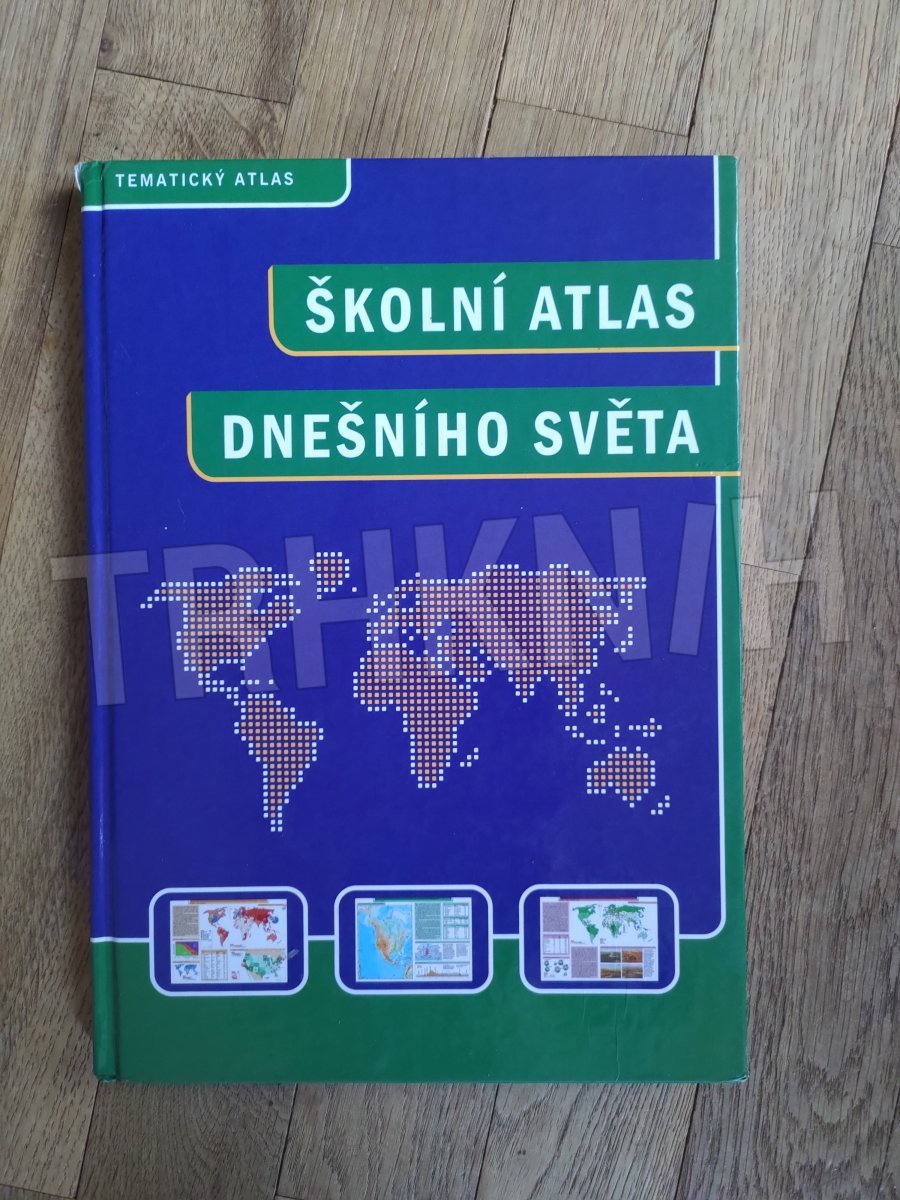 TEMATICKÝ ATLAS
ŠKOLNÍ ATLAS
DNEŠNÍHO SVĚTA
TRHKNIH